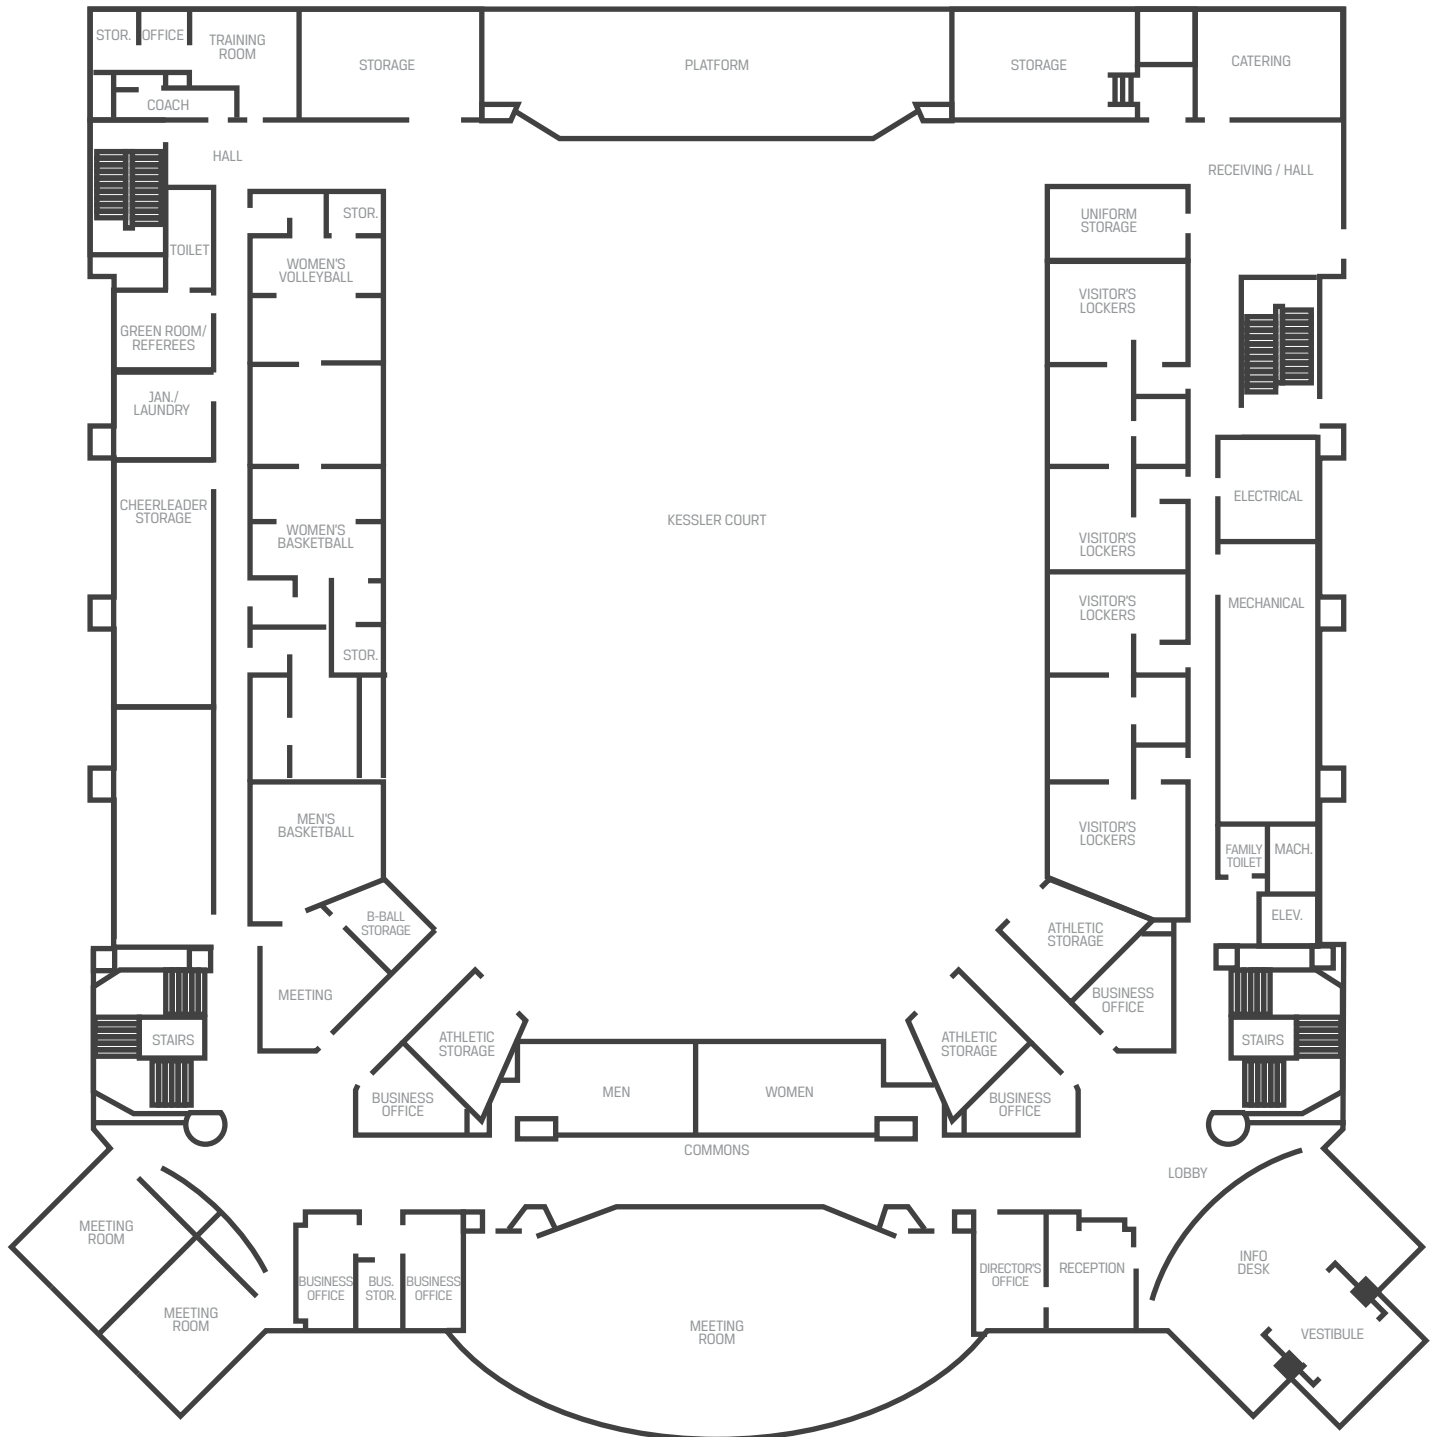 STOR.
OFFICE
TRAINING
ROOM
STORAGE
PLATFORM
STORAGE
CATERING
COACH
HALL
RECEIVING / HALL
STOR.
UNIFORM
STORAGE
TOILET
WOMEN'S
VOLLEYBALL
VISITOR'S
LOCKERS
GREEN ROOM/
REFEREES
JAN./
LAUNDRY
CHEERLEADER
STORAGE
ELECTRICAL
KESSLER COURT
WOMEN'S
BASKETBALL
VISITOR'S
LOCKERS
VISITOR'S
LOCKERS
MECHANICAL
STOR.
MEN'S
BASKETBALL
VISITOR'S
LOCKERS
FAMILY
TOILET
MACH.
B-BALL
STORAGE
ELEV.
ATHLETIC
STORAGE
MEETING
BUSINESS
OFFICE
STAIRS
ATHLETIC
STORAGE
ATHLETIC
STORAGE
STAIRS
BUSINESS
OFFICE
MEN
WOMEN
BUSINESS
OFFICE
COMMONS
LOBBY
MEETING
ROOM
INFO
DESK
BUSINESS
OFFICE
BUS.
STOR.
BUSINESS
OFFICE
DIRECTOR'S
OFFICE
RECEPTION
MEETING
ROOM
MEETING
ROOM
VESTIBULE